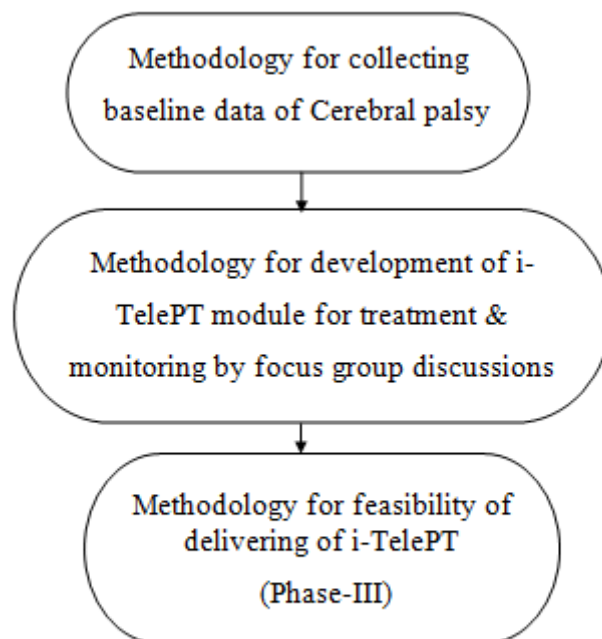 Methodology for collecting
baseline data of Cerebral palsy
Methodology for development of i-
TelePT module for treatment &
monitoring by focus group discussions
Methodology for feasibility of
delivering of i-TelePT
(Phase-III)